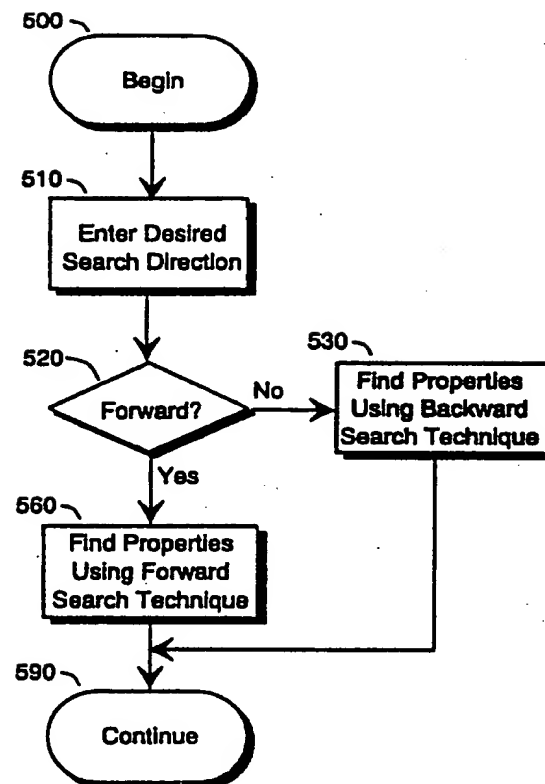 500
Begin
510
Enter Desired
Search Direction
520
Forward?
No
530
Find Properties
Using Backward
Search Technique
Yes
560
Find Properties
Using Forward
Search Technique
590
Continue